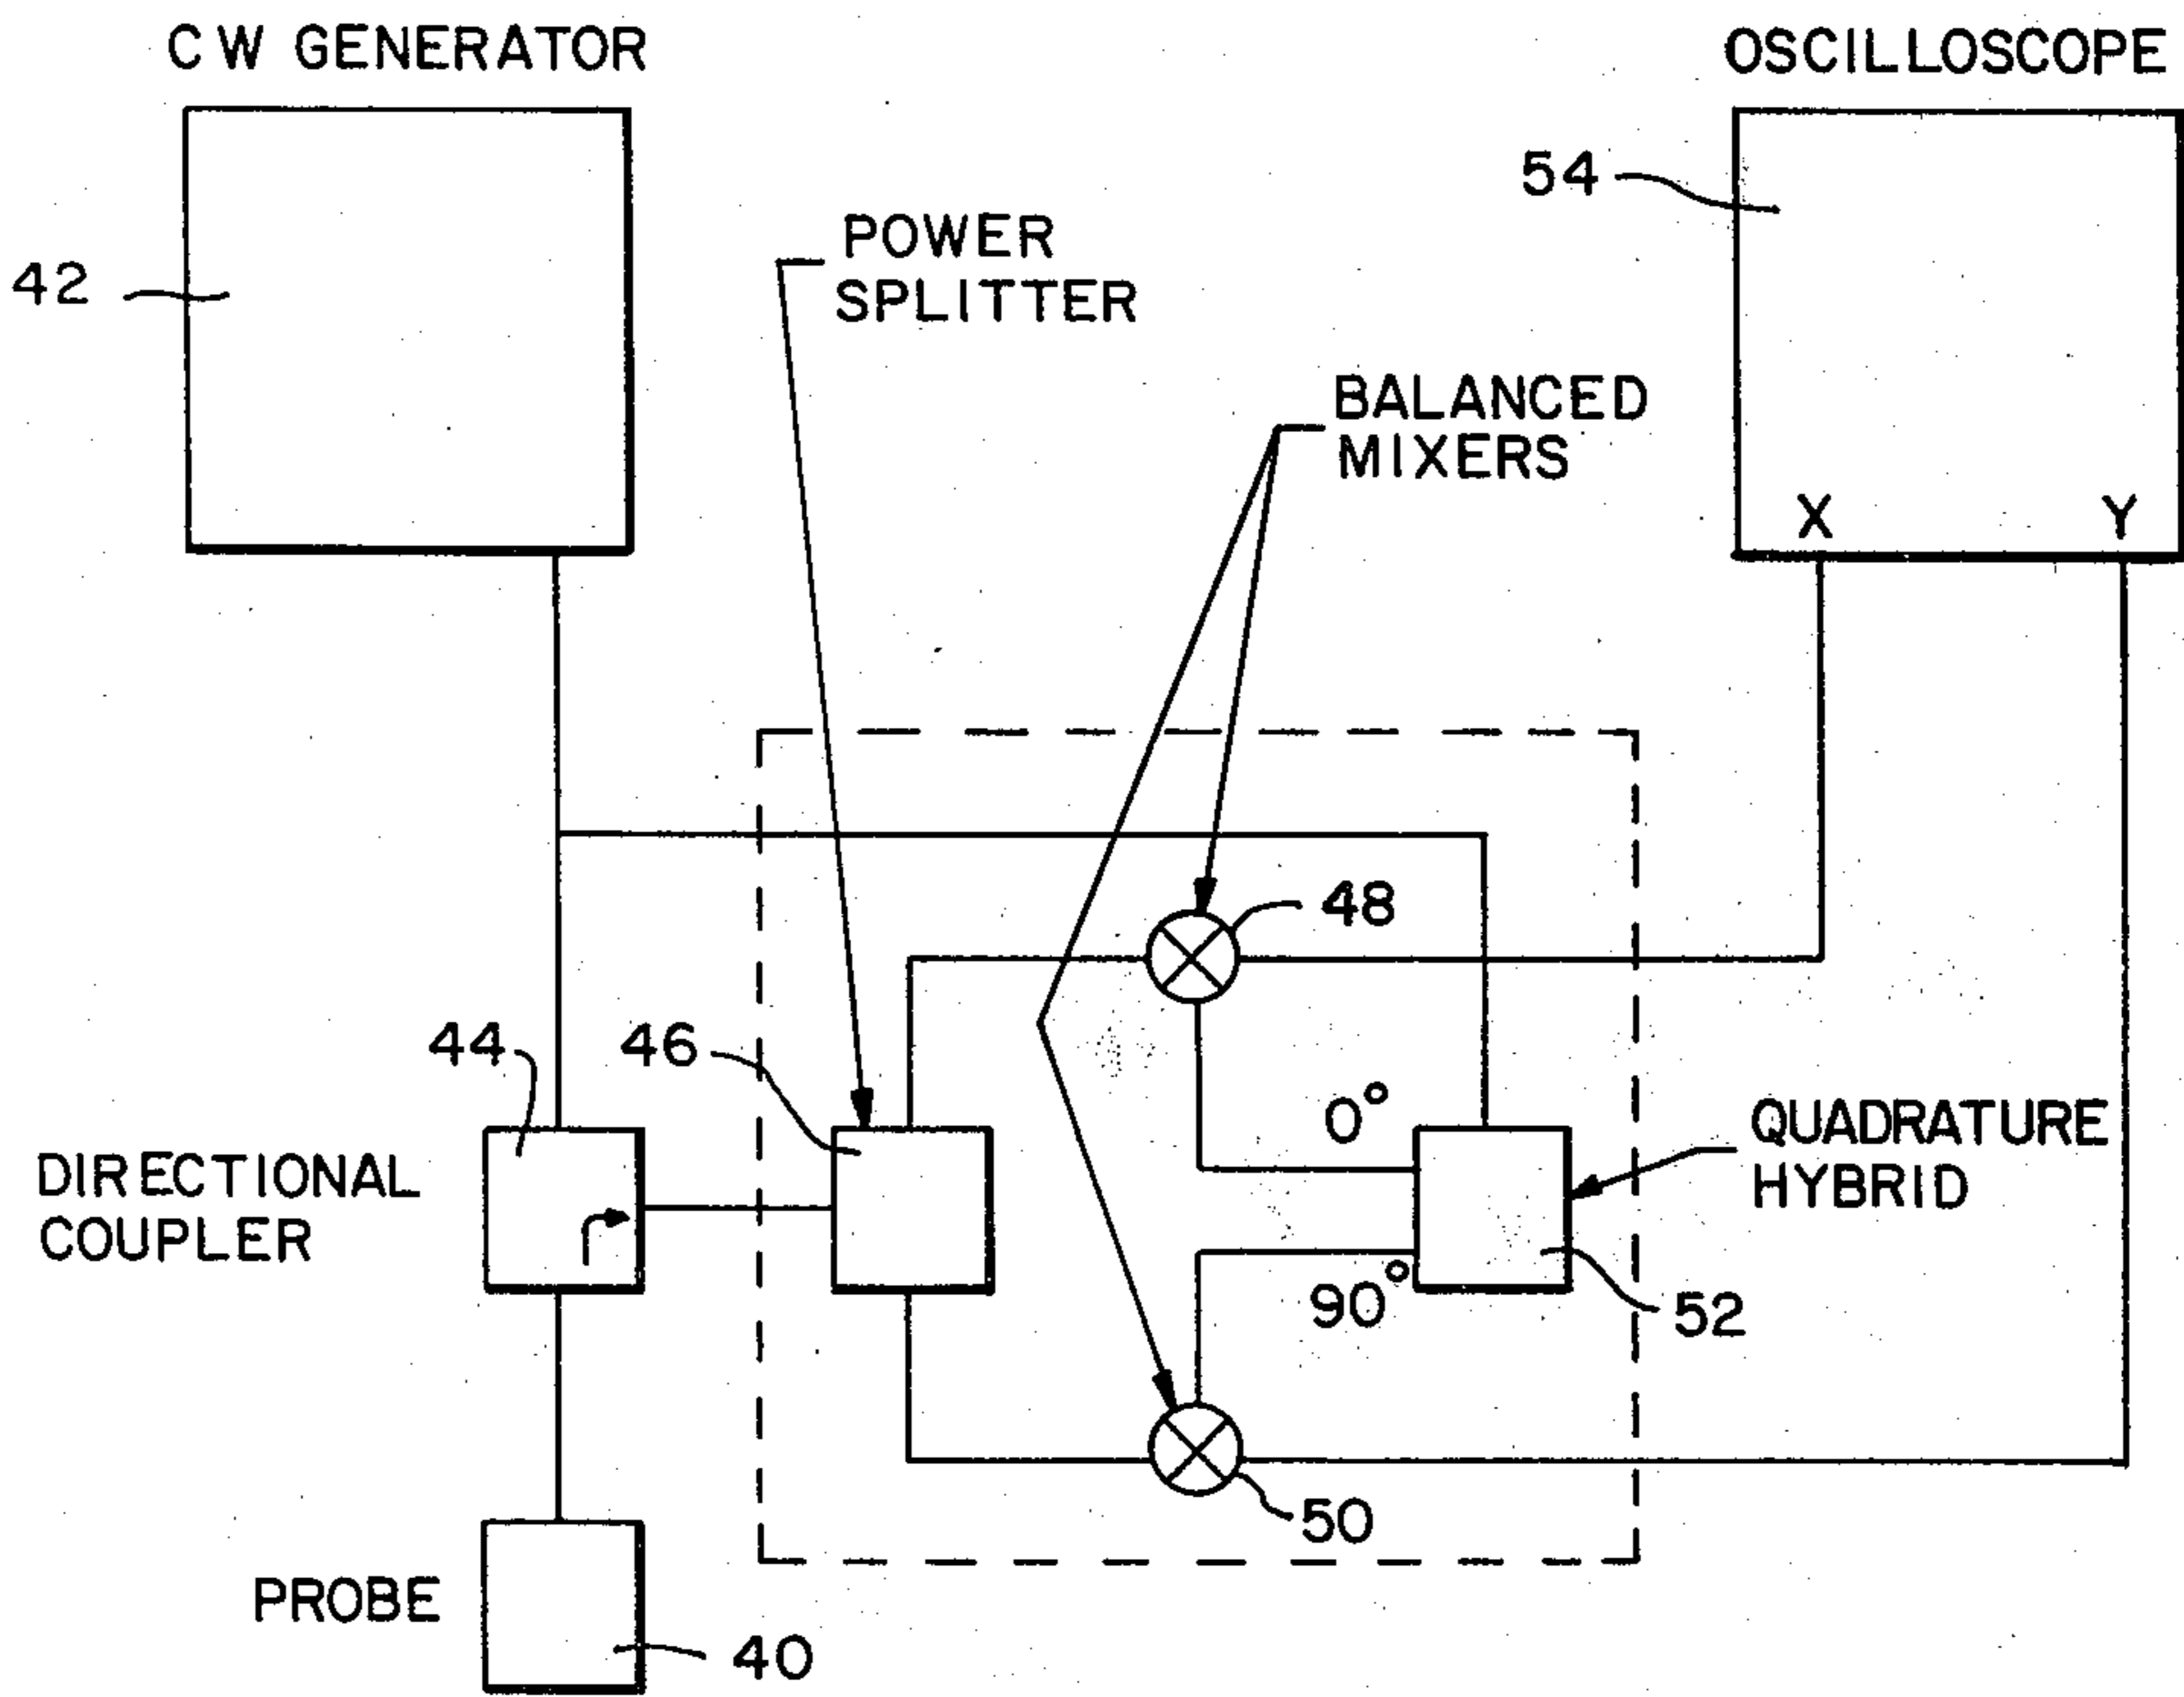 CW GENERATOR
OSCILLOSCOPE
54
POWER
SPLITTER
42
BALANCED
MIXERS
X
Y
48
44
46
0°
QUADRATURE
HYBRID
DIRECTIONAL
COUPLER
90°
52
50
PROBE
40